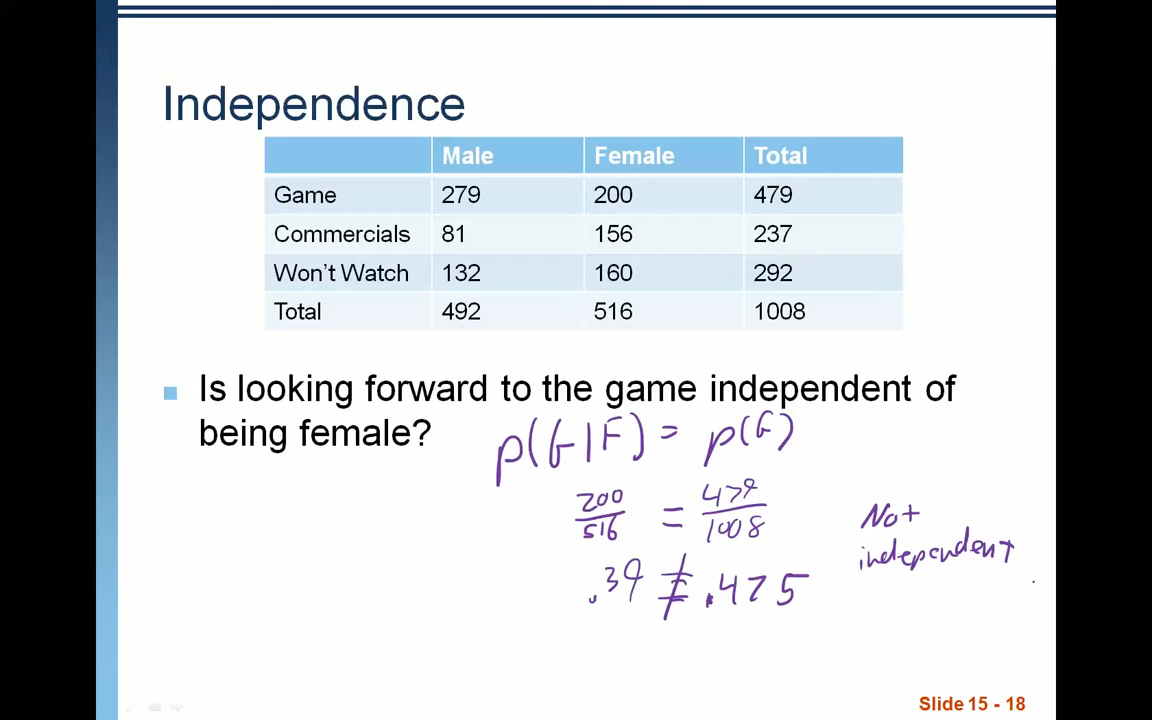 Independence
Male Female Total
Game 279 200 479
Commercials 81 156 237
Won't Watch 132 160 292
Total 492 516 1008
Is looking forward to the game independent of
being female?
p(G|F) = p(G)
200/516 = 479/1008
.39 ≠ .475
Not
independent
Slide 15 - 18